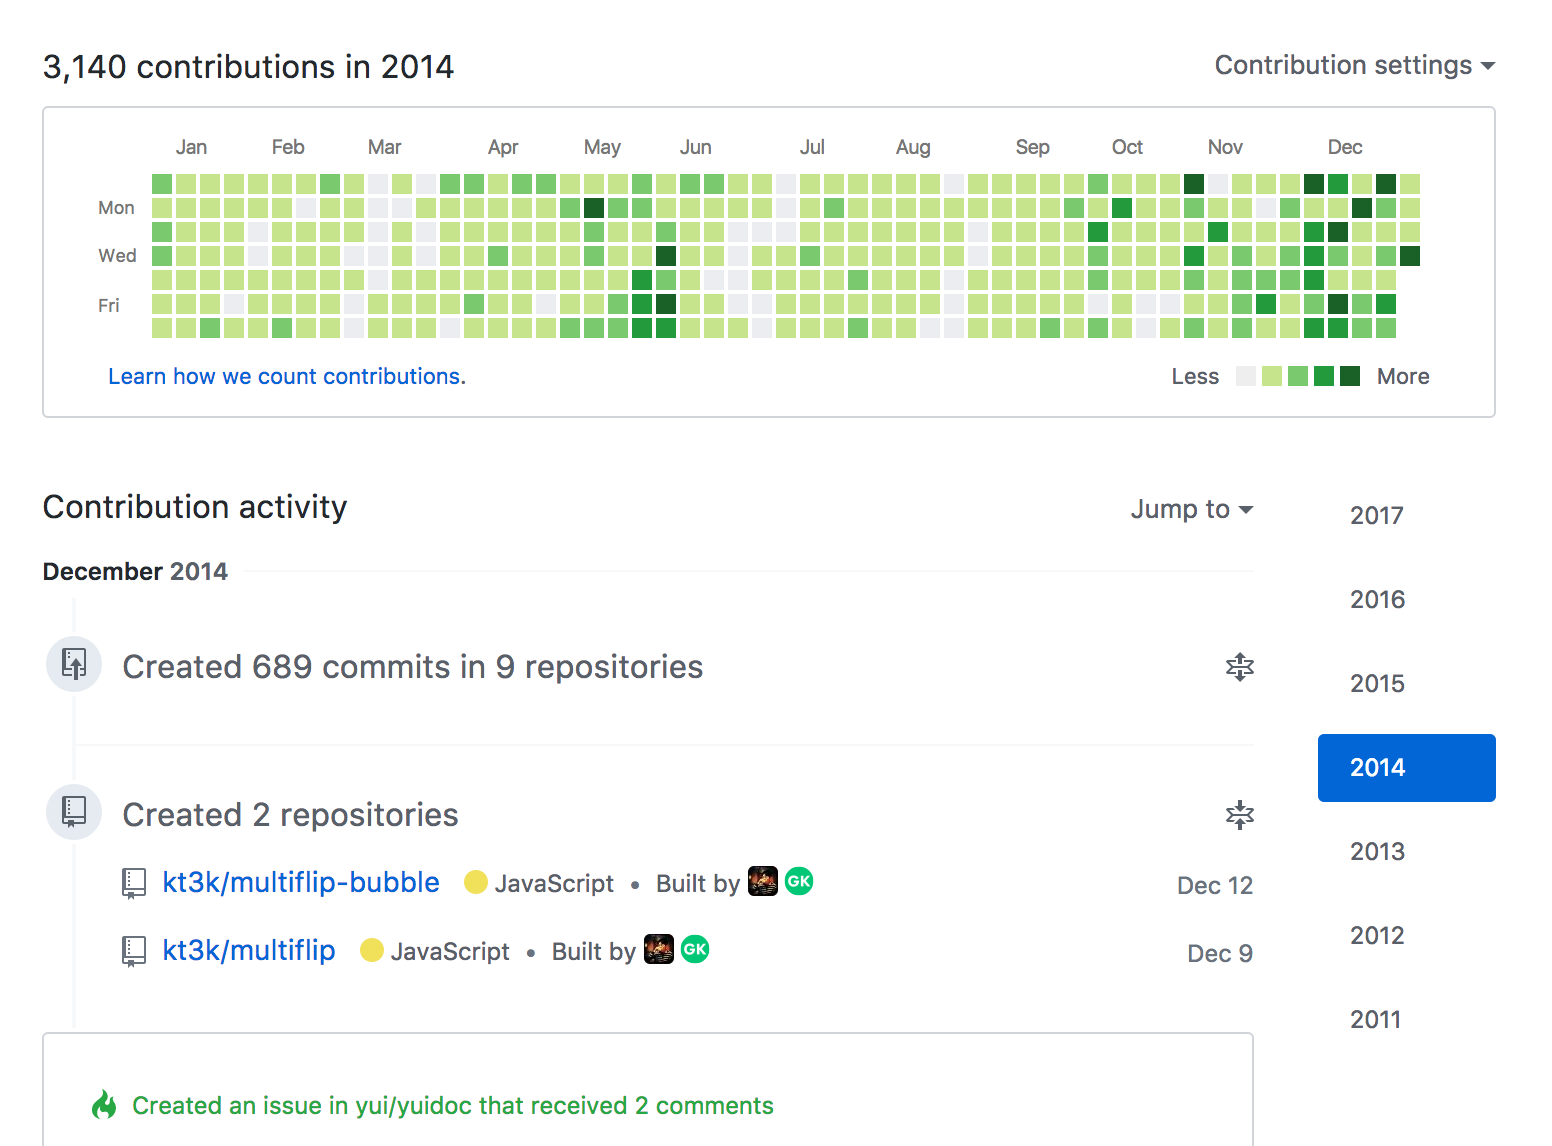 3,140 contributions in 2014
Contribution settings
Jan Feb Mar Apr May Jun Jul Aug Sep Oct Nov Dec
Mon
Wed
Fri
Learn how we count contributions.
Less More
Contribution activity
Jump to
2017
2016
2015
2014
2013
2012
2011
December 2014
Created 689 commits in 9 repositories
Created 2 repositories
kt3k/multiflip-bubble JavaScript • Built by GK Dec 12
kt3k/multiflip JavaScript • Built by GK Dec 9
Created an issue in yui/yuidoc that received 2 comments